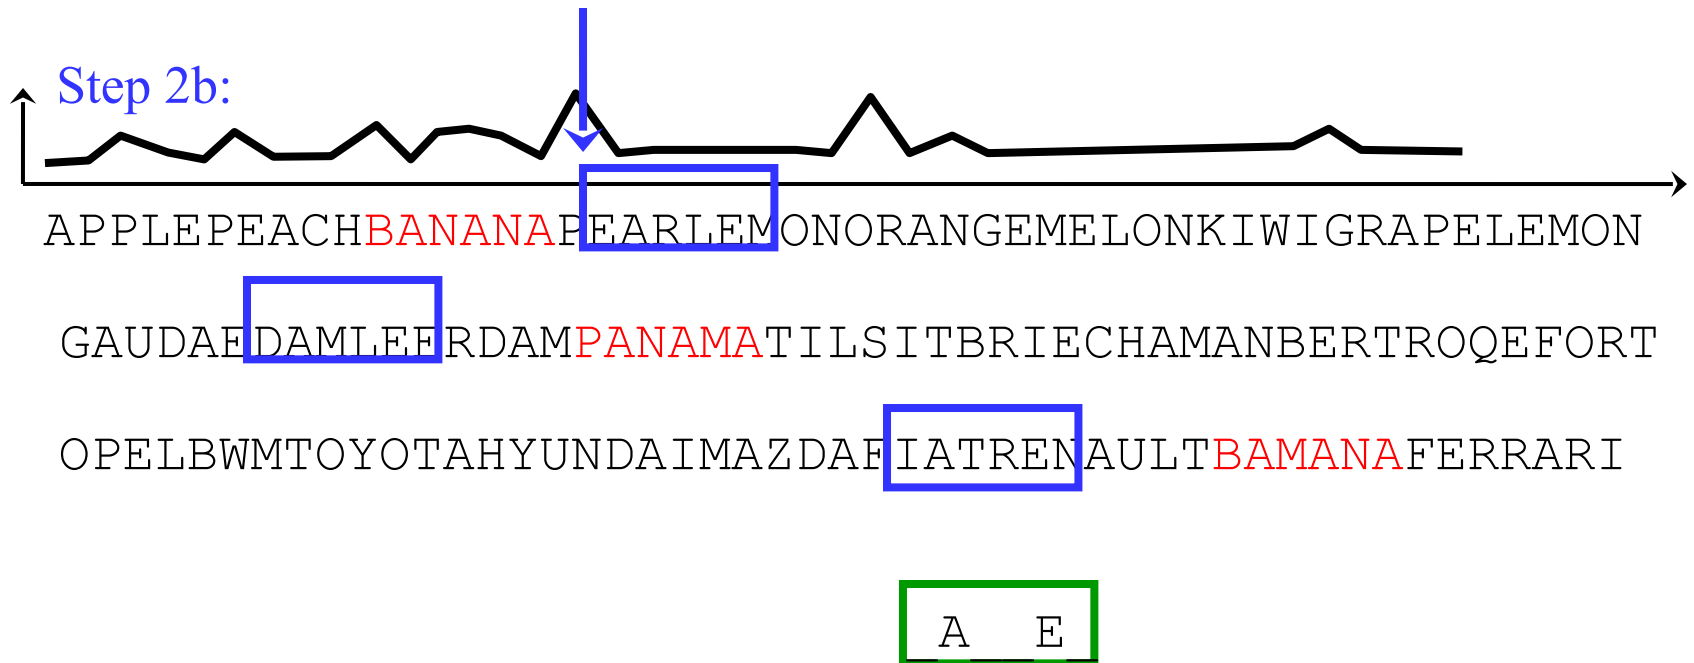 Step 2b:
APPLEPEACHBANANAPEARLEMONORANGEMELONKIWIGRAPELEMON
GAUDAEDAMLEERDAMPANAMATILSITBRIECHAMANBERTROQEFORT
OPELBWMTOYOTAHYUNDAIMAZDAFIATRENAULTBAMANAFERRARI
_A__E_